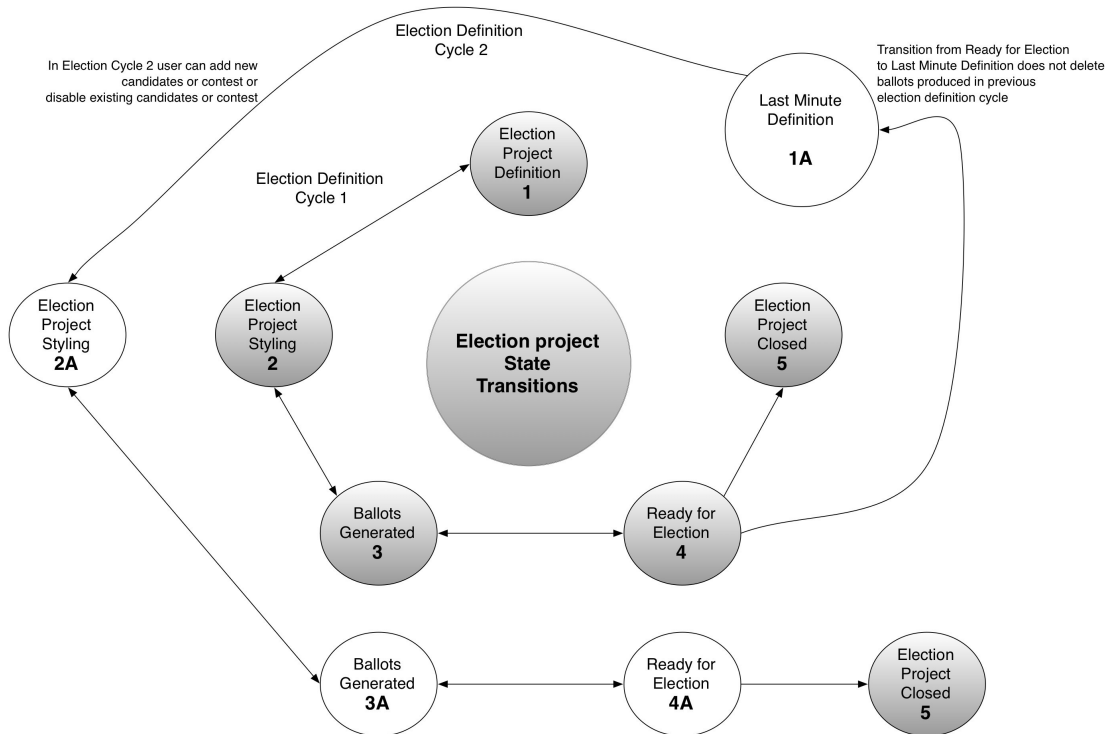 Election Definition
Cycle 2
In Election Cycle 2 user can add new
candidates or contest or
disable existing candidates or contest
Transition from Ready for Election
to Last Minute Definition does not delete
ballots produced in previous
election definition cycle
Last Minute
Definition
1A
Election
Project
Definition
1
Election Definition
Cycle 1
Election
Project
Styling
2A
Election
Project
Styling
2
Election project
State
Transitions
Election
Project
Closed
5
Ballots
Generated
3
Ready for
Election
4
Ballots
Generated
3A
Ready for
Election
4A
Election
Project
Closed
5